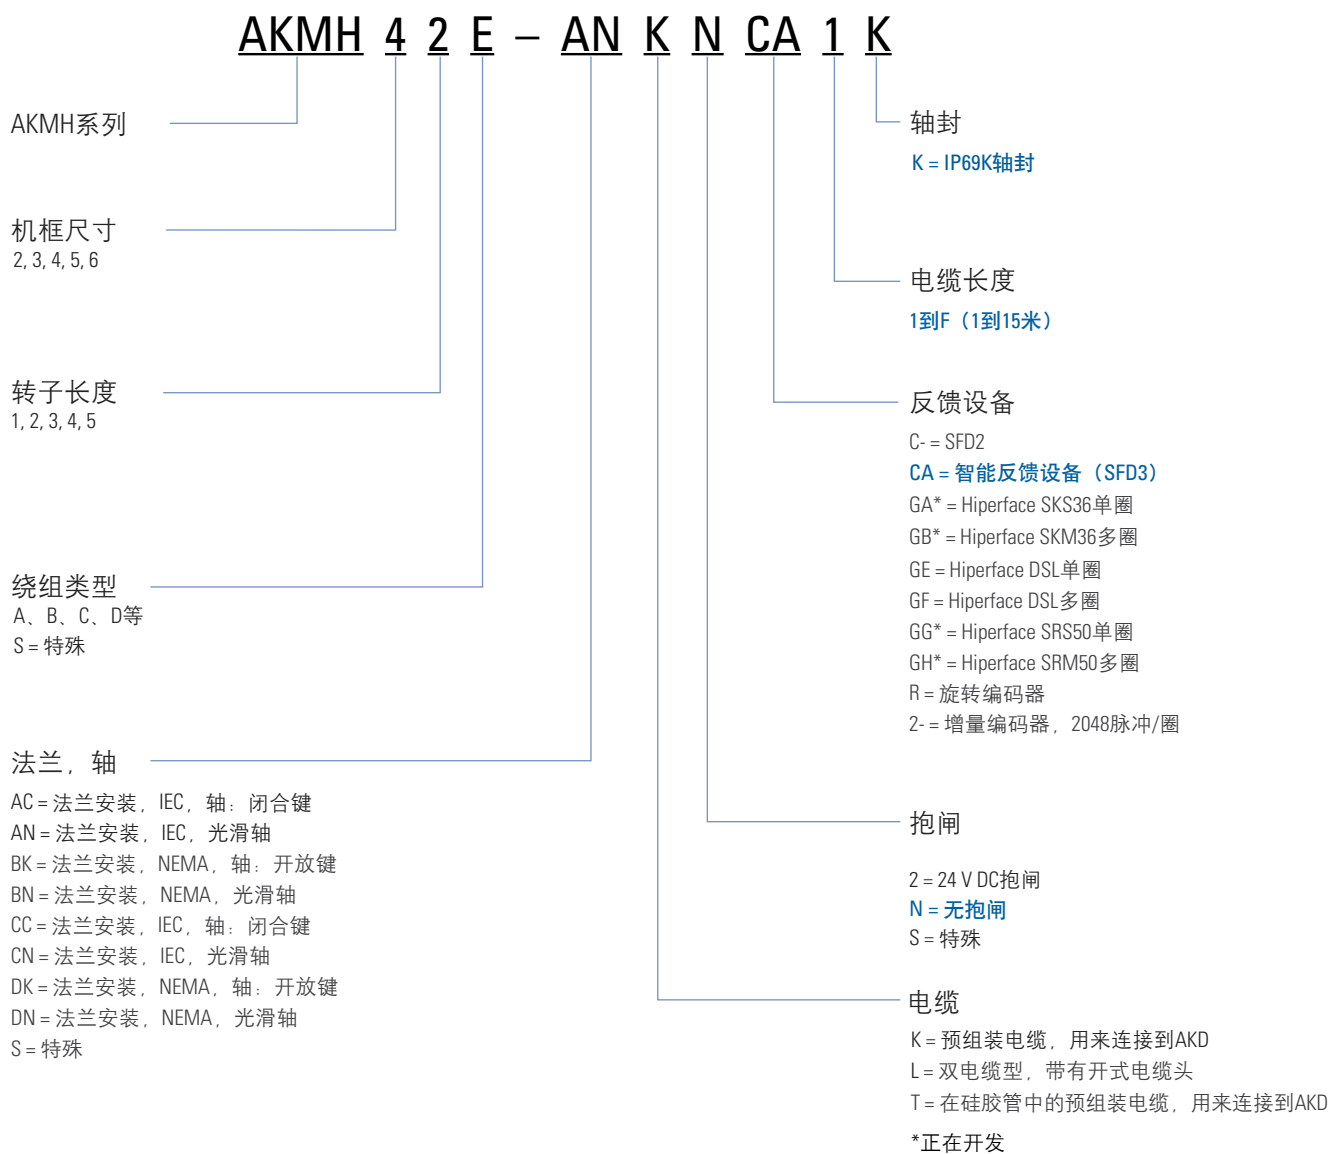 AKMH 4 2 E – AN K N CA 1 K
AKMH系列
机框尺寸
2, 3, 4, 5, 6
转子长度
1, 2, 3, 4, 5
绕组类型
A、B、C、D等
S = 特殊
法兰，轴
AC = 法兰安装，IEC，轴：闭合键
AN = 法兰安装，IEC，光滑轴
BK = 法兰安装，NEMA，轴：开放键
BN = 法兰安装，NEMA，光滑轴
CC = 法兰安装，IEC，轴：闭合键
CN = 法兰安装，IEC，光滑轴
DK = 法兰安装，NEMA，轴：开放键
DN = 法兰安装，NEMA，光滑轴
S = 特殊
轴封
K = IP69K轴封
电缆长度
1到F（1到15米）
反馈设备
C- = SFD2
CA = 智能反馈设备（SFD3）
GA* = Hiperface SKS36单圈
GB* = Hiperface SKM36多圈
GE = Hiperface DSL单圈
GF = Hiperface DSL多圈
GG* = Hiperface SRS50单圈
GH* = Hiperface SRM50多圈
R = 旋转编码器
2- = 增量编码器，2048脉冲/圈
抱闸
2 = 24 V DC抱闸
N = 无抱闸
S = 特殊
电缆
K = 预组装电缆，用来连接到AKD
L = 双电缆型，带有开式电缆头
T = 在硅胶管中的预组装电缆，用来连接到AKD
*正在开发